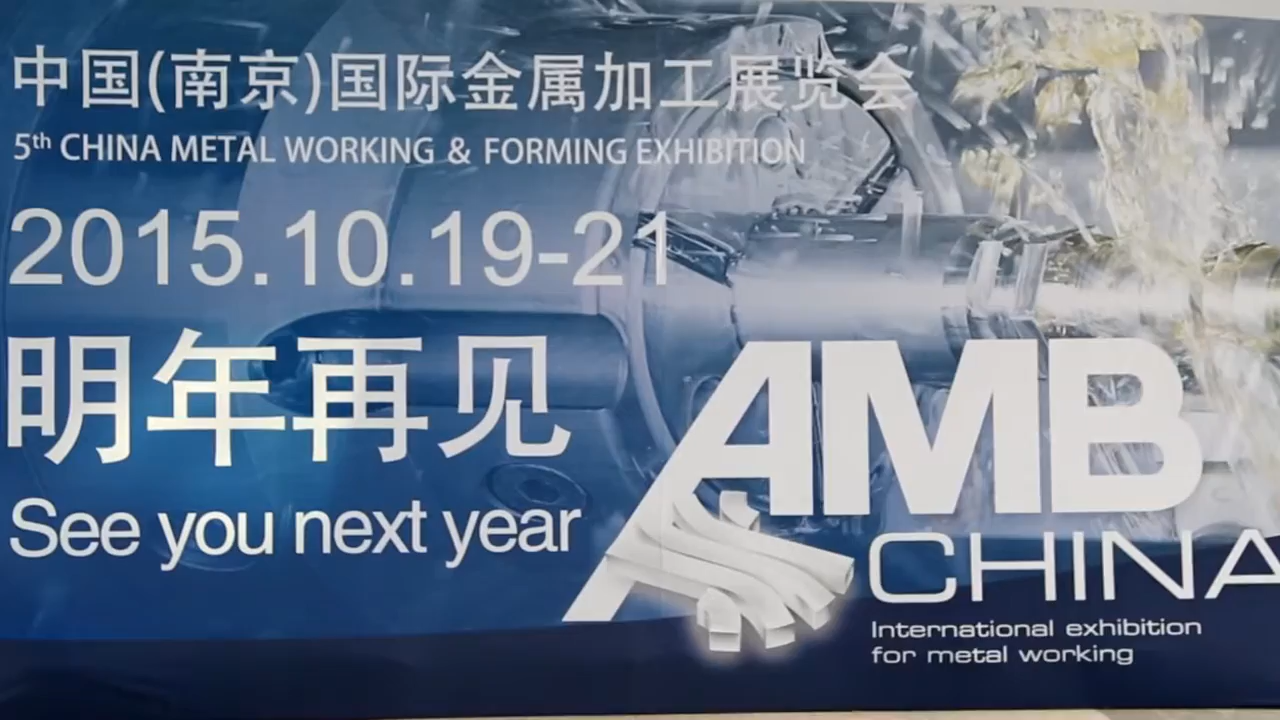 中国(南京)国际金属加工展览会
5th CHINA METAL WORKING & FORMING EXHIBITION
2015.10.19-21
明年再见
See you next year
AMB
CHINA
International exhibition
for metal working